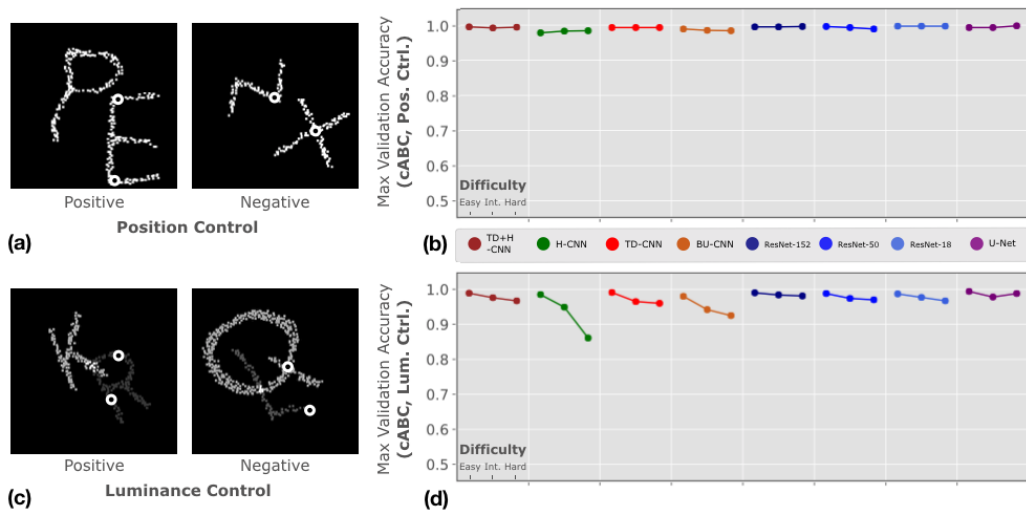 Positive
Negative
Position Control
(a)
Max Validation Accuracy
(cABC, Pos. Ctrl.)
1.0
0.9
0.8
0.7
0.6
0.5
Difficulty
Easy Int. Hard
(b)
TD+H
-CNN
H-CNN
TD-CNN
BU-CNN
ResNet-152
ResNet-50
ResNet-18
U-Net
Positive
Negative
Luminance Control
(c)
Max Validation Accuracy
(cABC, Lum. Ctrl.)
1.0
0.9
0.8
0.7
0.6
0.5
Difficulty
Easy Int. Hard
(d)